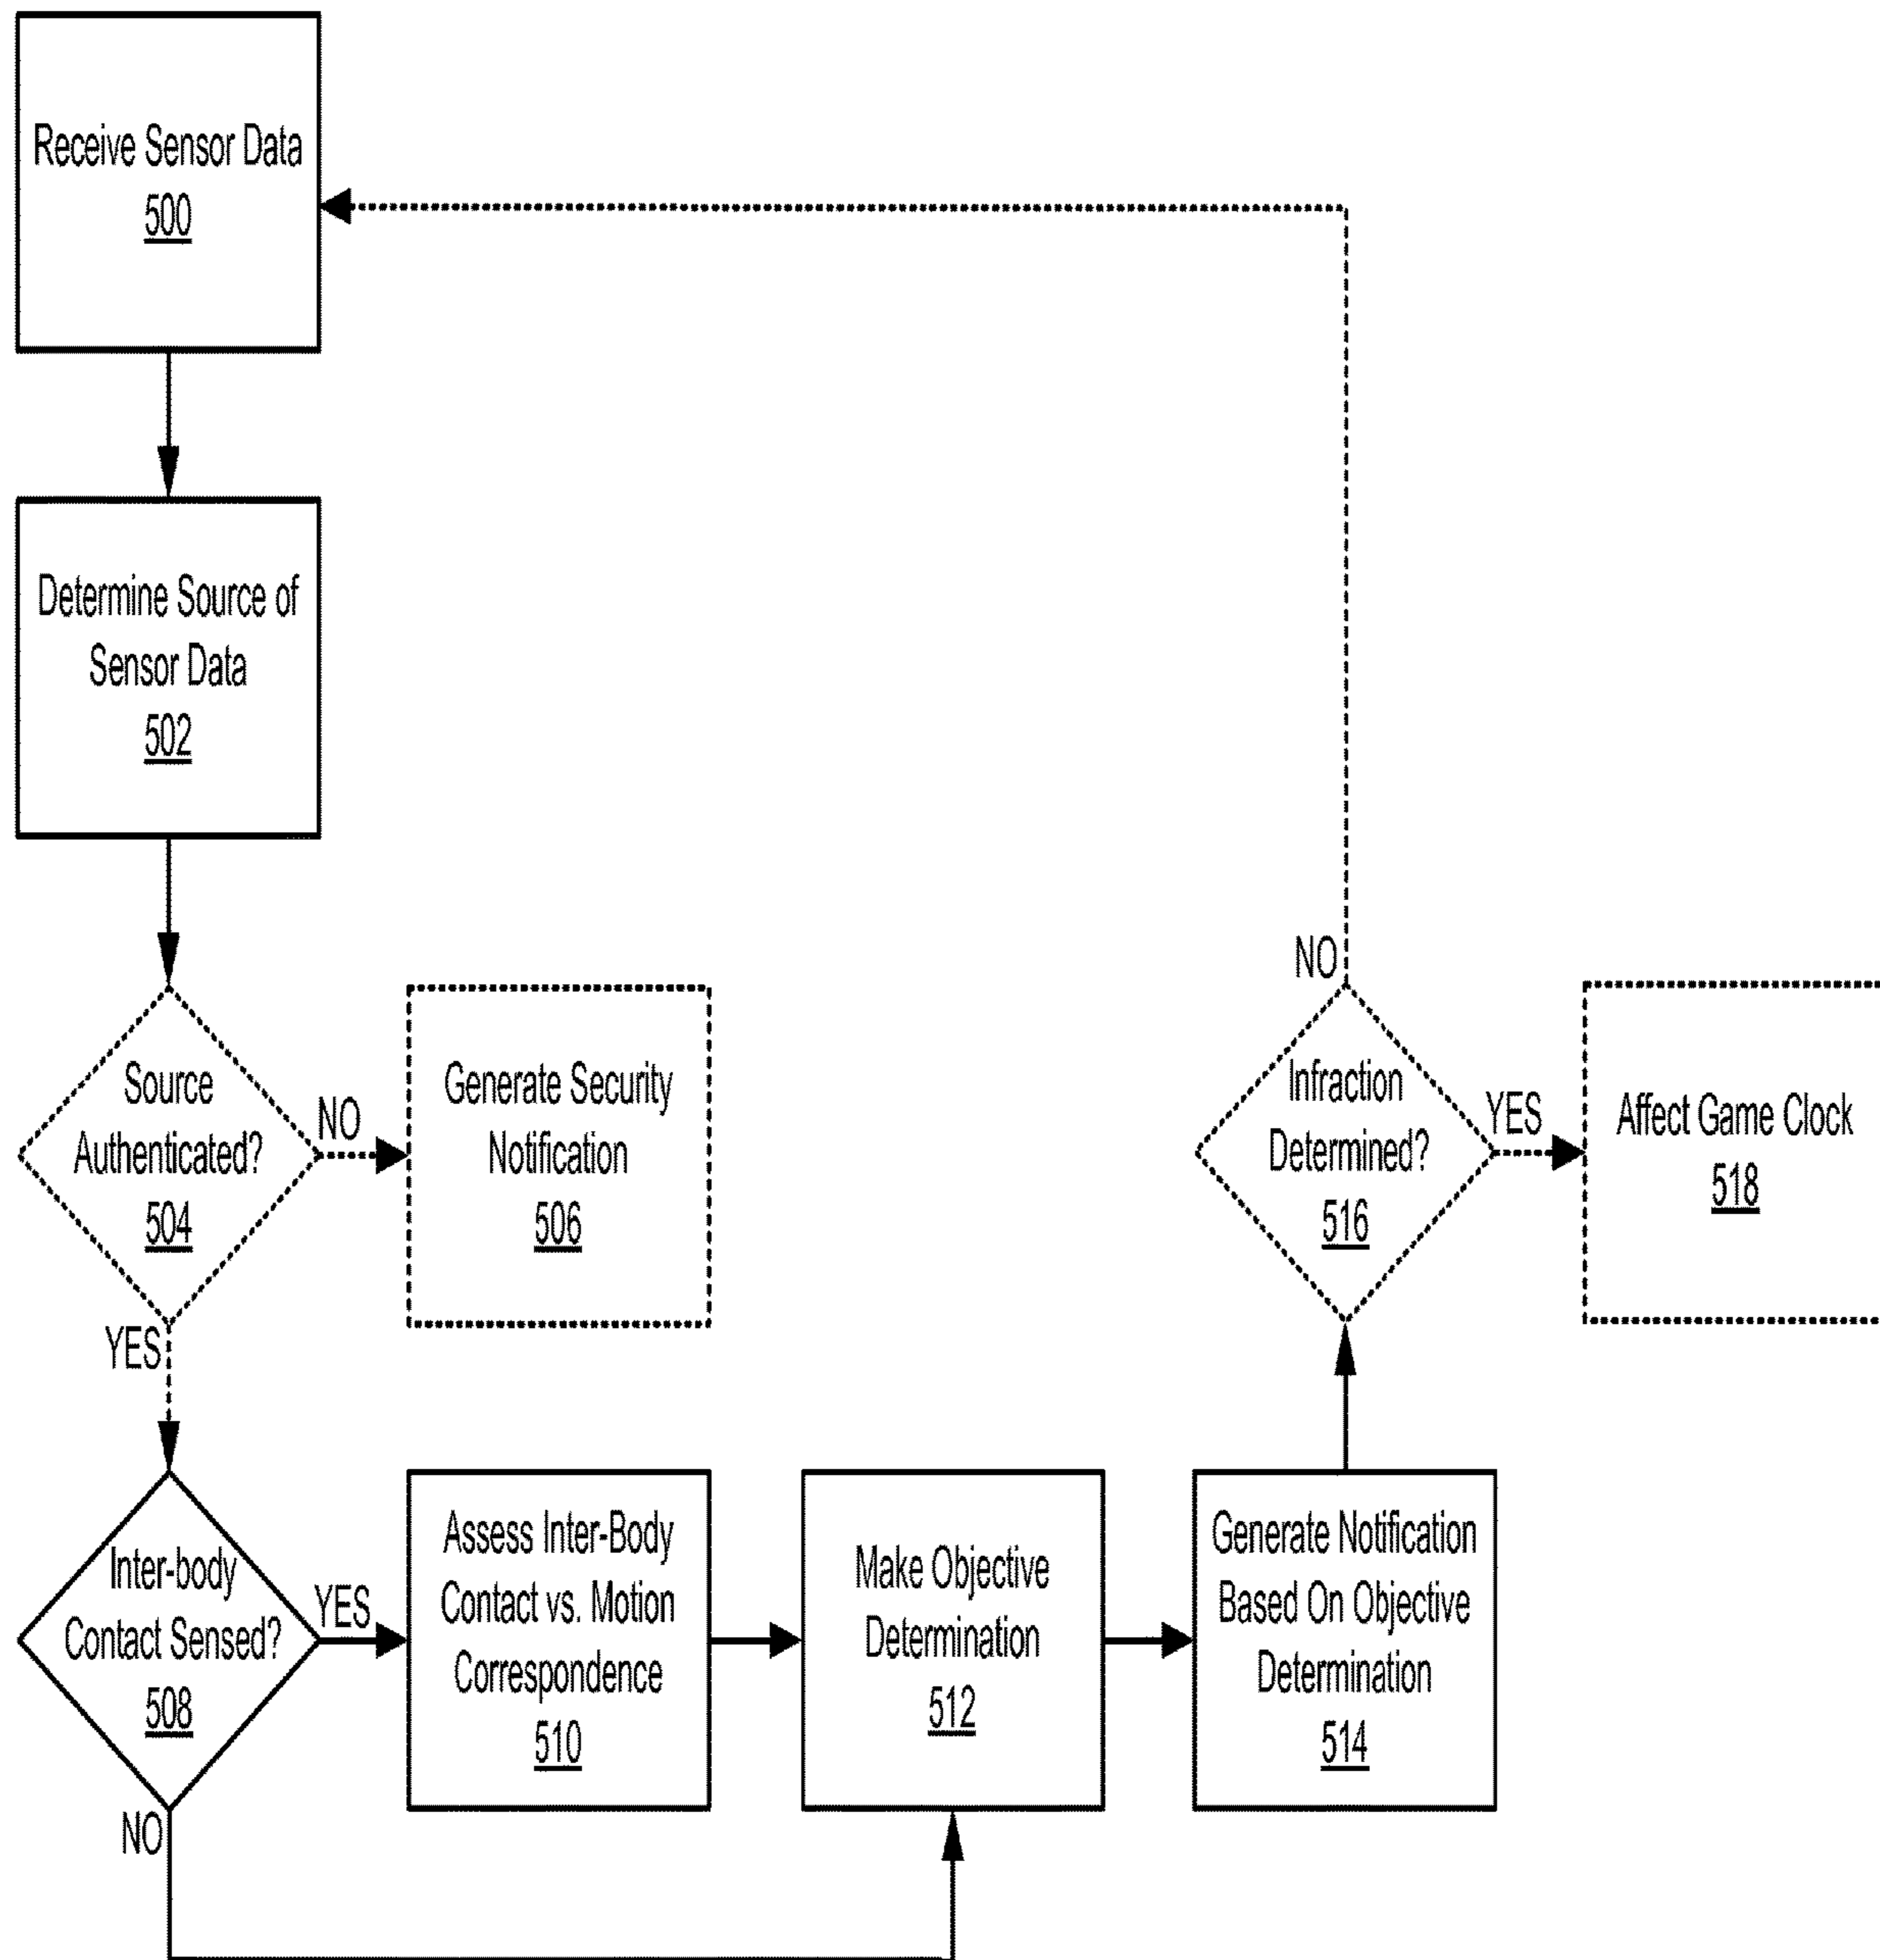 Receive Sensor Data
500
Determine Source of
Sensor Data
502
Source
Authenticated?
504
NO
YES
Generate Security
Notification
506
Inter-body
Contact Sensed?
508
YES
NO
Assess Inter-Body
Contact vs. Motion
Correspondence
510
Make Objective
Determination
512
Generate Notification
Based On Objective
Determination
514
Infraction
Determined?
516
NO
YES
Affect Game Clock
518